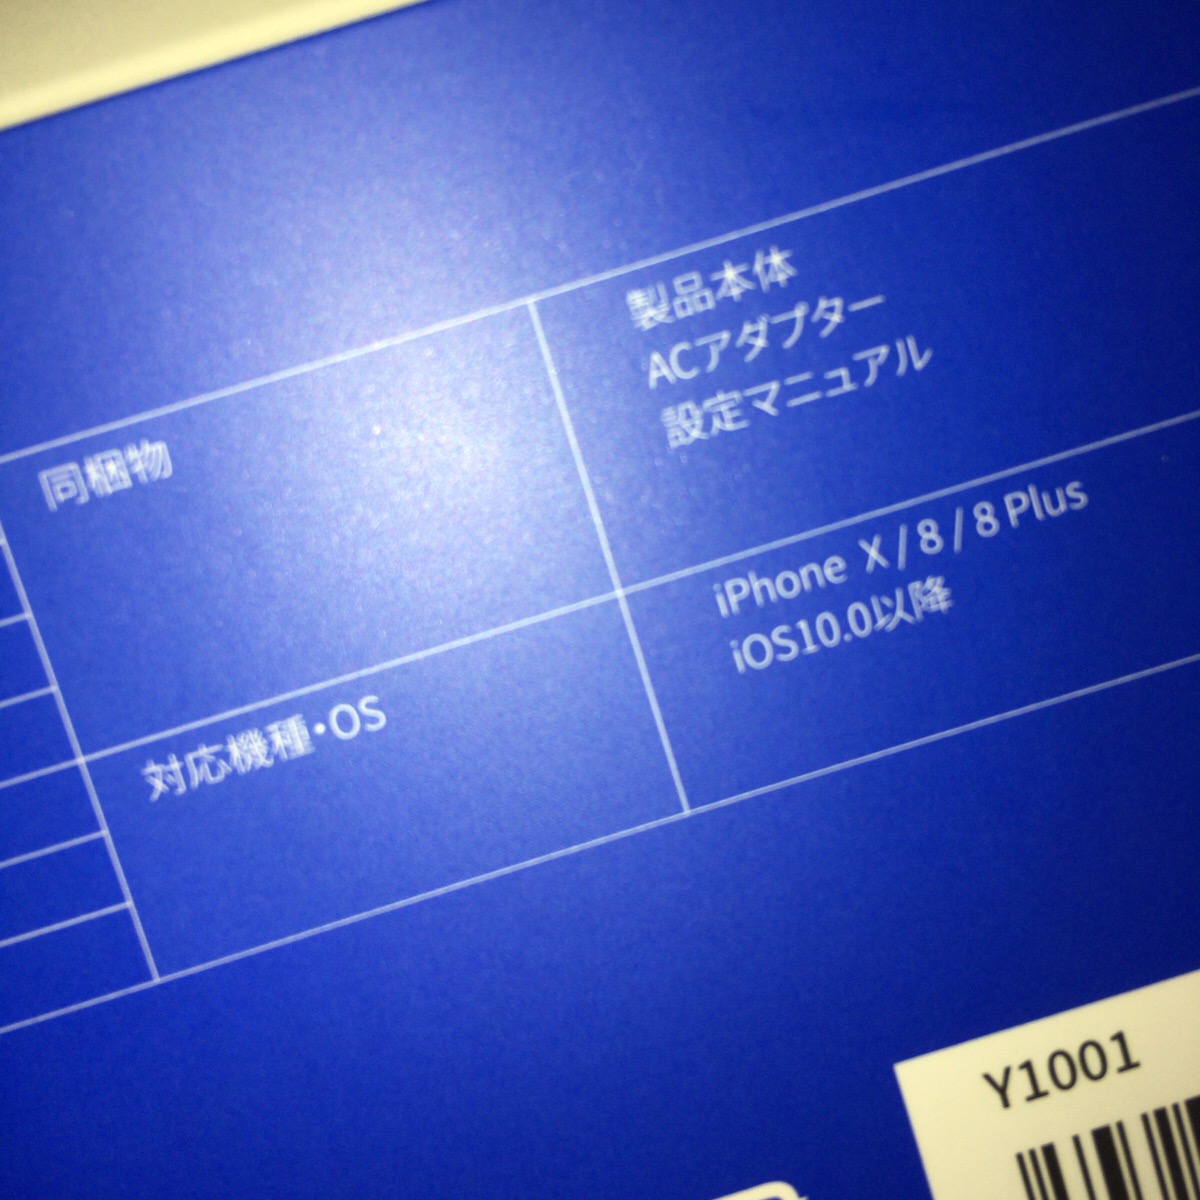 同梱物
製品本体
ACアダプター
設定マニュアル
対応機種・OS
iPhone X / 8 / 8 Plus
iOS10.0以降
Y1001